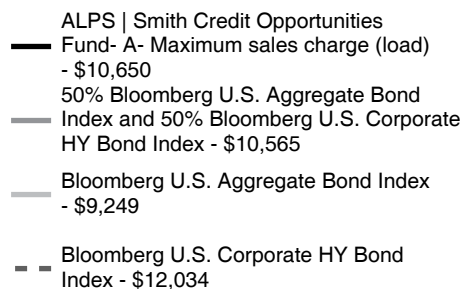 ALPS | Smith Credit Opportunities
Fund- A- Maximum sales charge (load)
- $10,650
50% Bloomberg U.S. Aggregate Bond
Index and 50% Bloomberg U.S. Corporate
HY Bond Index - $10,565
Bloomberg U.S. Aggregate Bond Index
- $9,249
Bloomberg U.S. Corporate HY Bond
Index - $12,034